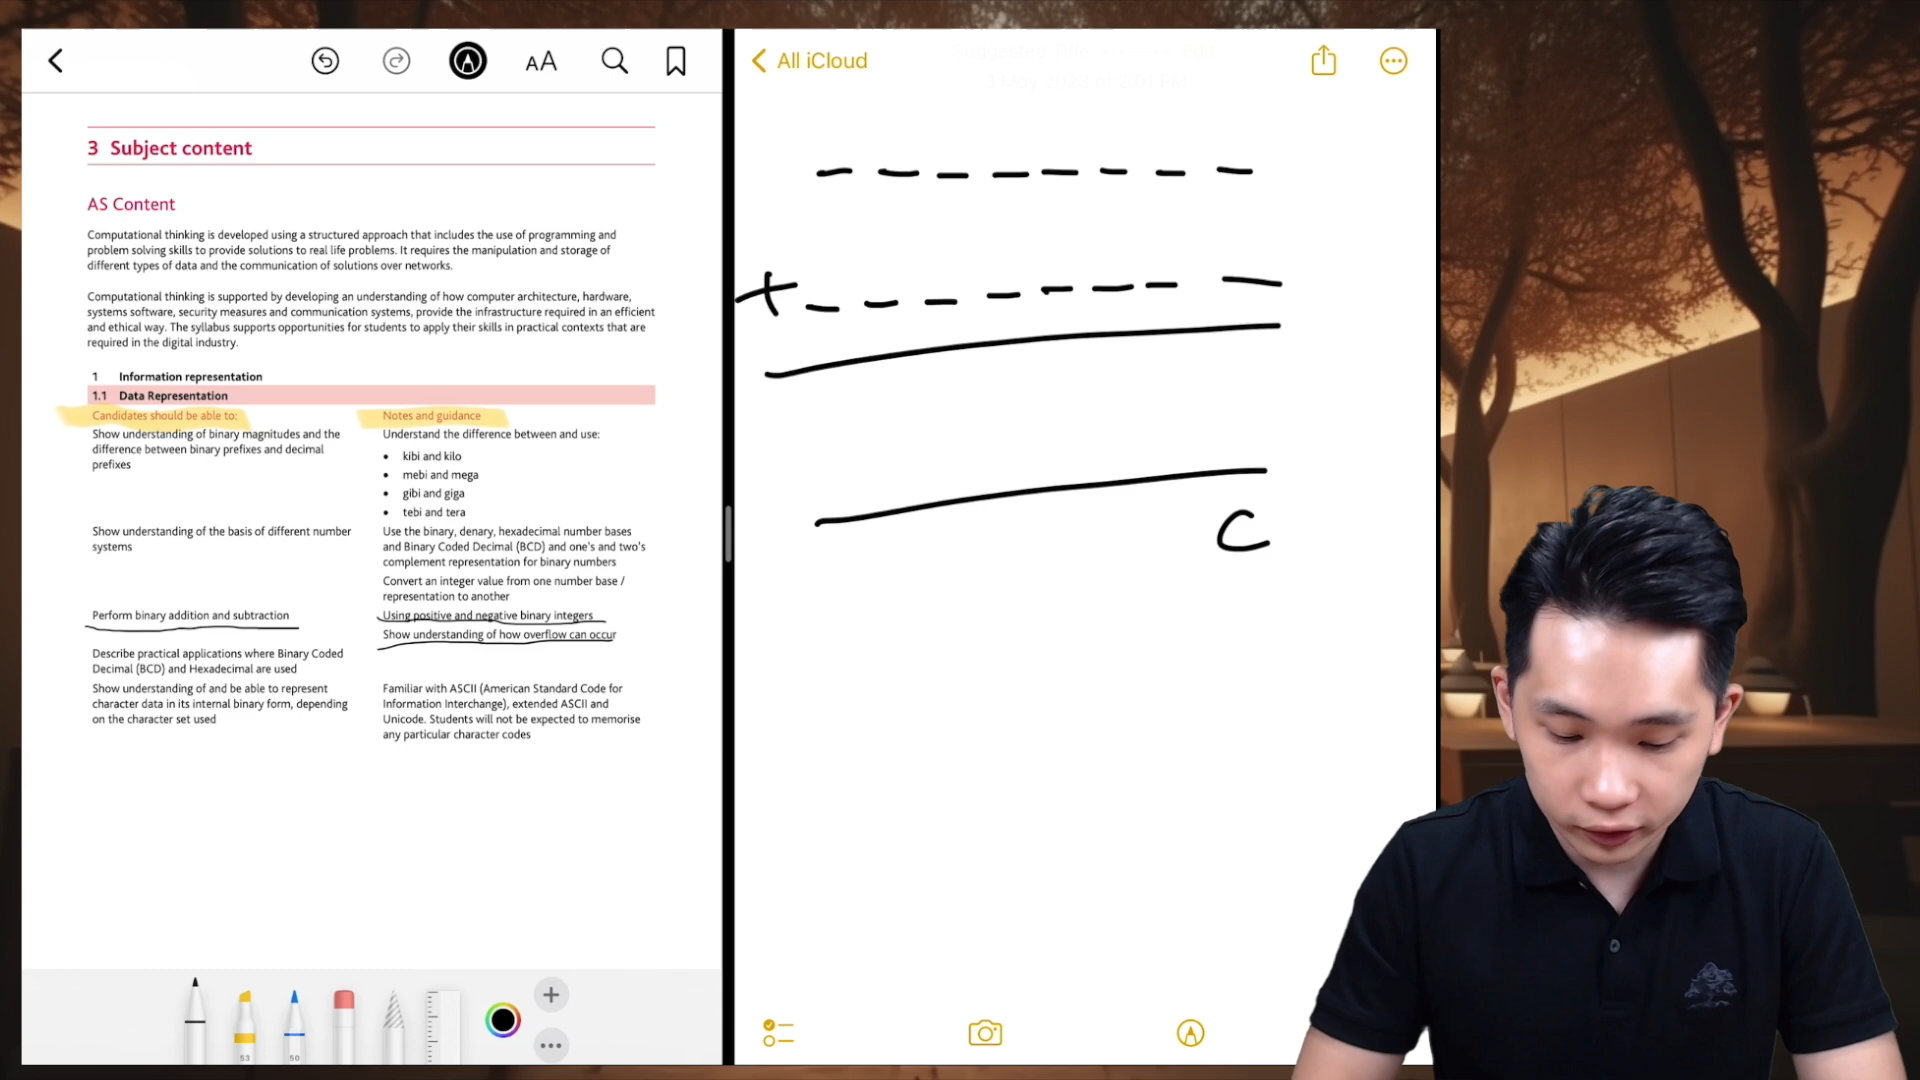 All iCloud
3 Subject content
AS Content
Computational thinking is developed using a structured approach that includes the use of programming and
problem solving skills to provide solutions to real life problems. It requires the manipulation and storage of
different types of data and the communication of solutions over networks.
Computational thinking is supported by developing an understanding of how computer architecture, hardware,
systems software, security measures and communication systems, provide the infrastructure required in an efficient
and ethical way. The syllabus supports opportunities for students to apply their skills in practical contexts that are
required in the digital industry.
1 Information representation
1.1 Data Representation
Candidates should be able to:
Notes and guidance
Show understanding of binary magnitudes and the
difference between binary prefixes and decimal
prefixes
Understand the difference between and use:
• kibi and kilo
• mebi and mega
• gibi and giga
• tebi and tera
Show understanding of the basis of different number
systems
Use the binary, denary, hexadecimal number bases
and Binary Coded Decimal (BCD) and one's and two's
complement representation for binary numbers
Convert an integer value from one number base /
representation to another
Perform binary addition and subtraction
Using positive and negative binary integers
Show understanding of how overflow can occur
Describe practical applications where Binary Coded
Decimal (BCD) and Hexadecimal are used
Show understanding of and be able to represent
character data in its internal binary form, depending
on the character set used
Familiar with ASCII (American Standard Code for
Information Interchange), extended ASCII and
Unicode. Students will not be expected to memorise
any particular character codes
AA
53
50
+
C